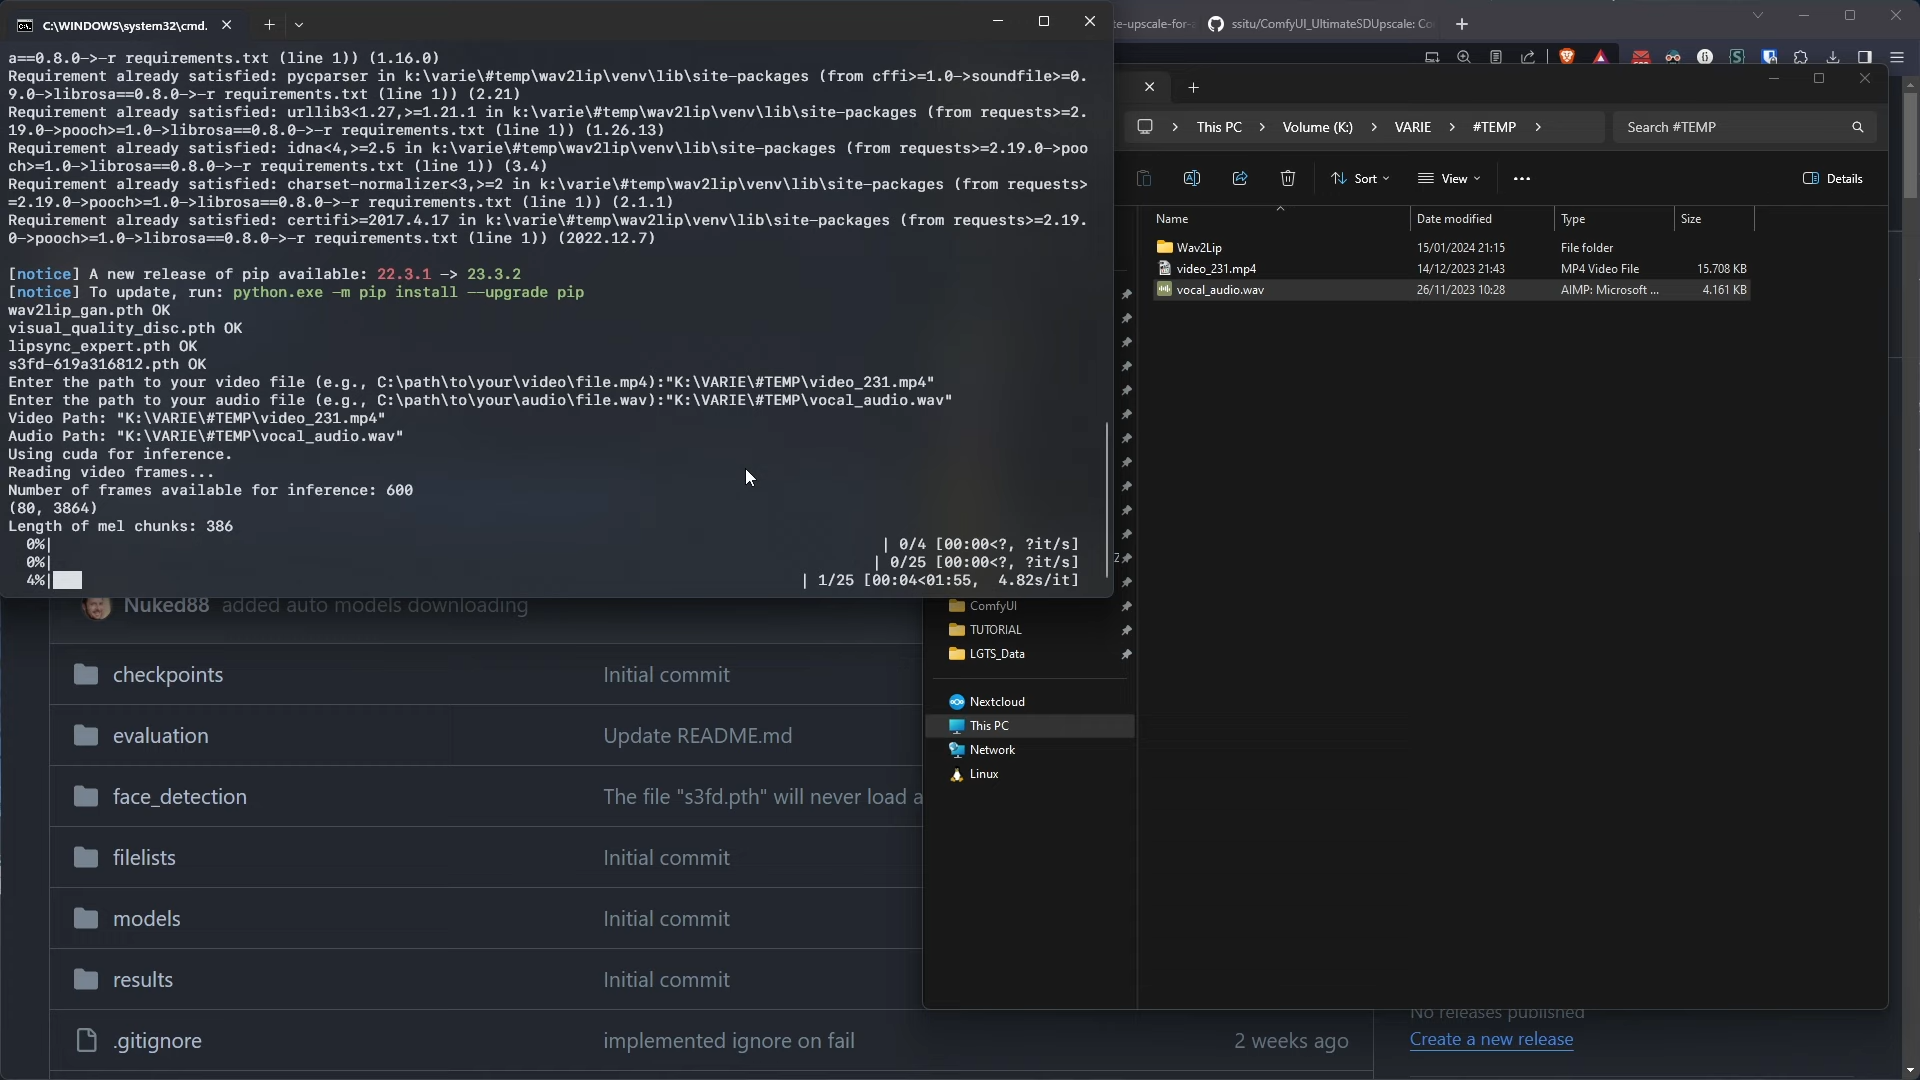 C:\WINDOWS\system32\cmd.
a==0.8.0->-r requirements.txt (line 1)) (1.16.0)
Requirement already satisfied: pycparser in k:\varie\#temp\wav2lip\venv\lib\site-packages (from cffi>=1.0->soundfile>=0.
9.0->librosa==0.8.0->-r requirements.txt (line 1)) (2.21)
Requirement already satisfied: urllib3<1.27,>=1.21.1 in k:\varie\#temp\wav2lip\venv\lib\site-packages (from requests>=2.
19.0->pooch>=1.0->librosa==0.8.0->-r requirements.txt (line 1)) (1.26.13)
Requirement already satisfied: idna<4,>=2.5 in k:\varie\#temp\wav2lip\venv\lib\site-packages (from requests>=2.19.0->poo
ch>=1.0->librosa==0.8.0->-r requirements.txt (line 1)) (3.4)
Requirement already satisfied: charset-normalizer<3,>=2 in k:\varie\#temp\wav2lip\venv\lib\site-packages (from requests>
=2.19.0->pooch>=1.0->librosa==0.8.0->-r requirements.txt (line 1)) (2.1.1)
Requirement already satisfied: certifi>=2017.4.17 in k:\varie\#temp\wav2lip\venv\lib\site-packages (from requests>=2.19.
0->pooch>=1.0->librosa==0.8.0->-r requirements.txt (line 1)) (2022.12.7)
[notice] A new release of pip available: 22.3.1 -> 23.3.2
[notice] To update, run: python.exe -m pip install --upgrade pip
wav2lip_gan.pth OK
visual_quality_disc.pth OK
lipsync_expert.pth OK
s3fd-619a316812.pth OK
Enter the path to your video file (e.g., C:\path\to\your\video\file.mp4):"K:\VARIE\#TEMP\video_231.mp4"
Enter the path to your audio file (e.g., C:\path\to\your\audio\file.wav):"K:\VARIE\#TEMP\vocal_audio.wav"
Video Path: "K:\VARIE\#TEMP\video_231.mp4"
Audio Path: "K:\VARIE\#TEMP\vocal_audio.wav"
Using cuda for inference.
Reading video frames...
Number of frames available for inference: 600
(80, 3864)
Length of mel chunks: 386
0%| | 0/4 [00:00<?, ?it/s]
0%| | 0/25 [00:00<?, ?it/s]
4%| | 1/25 [00:04<01:55, 4.82s/it]
te-upscale-for-a
ssitu/ComfyUI_UltimateSDUpscale: Co
This PC > Volume (K:) > VARIE > #TEMP >
Search #TEMP
Sort
View
Details
Name Date modified Type Size
Wav2Lip 15/01/2024 21:15 File folder
video_231.mp4 14/12/2023 21:43 MP4 Video File 15.708 KB
vocal_audio.wav 26/11/2023 10:28 AIMP: Microsoft ... 4.161 KB
ComfyUI
TUTORIAL
LGTS_Data
Nextcloud
This PC
Network
Linux
Nuked88 added auto models downloading
checkpoints Initial commit
evaluation Update README.md
face_detection The file "s3fd.pth" will never load a
filelists Initial commit
models Initial commit
results Initial commit
.gitignore implemented ignore on fail 2 weeks ago
No releases published
Create a new release